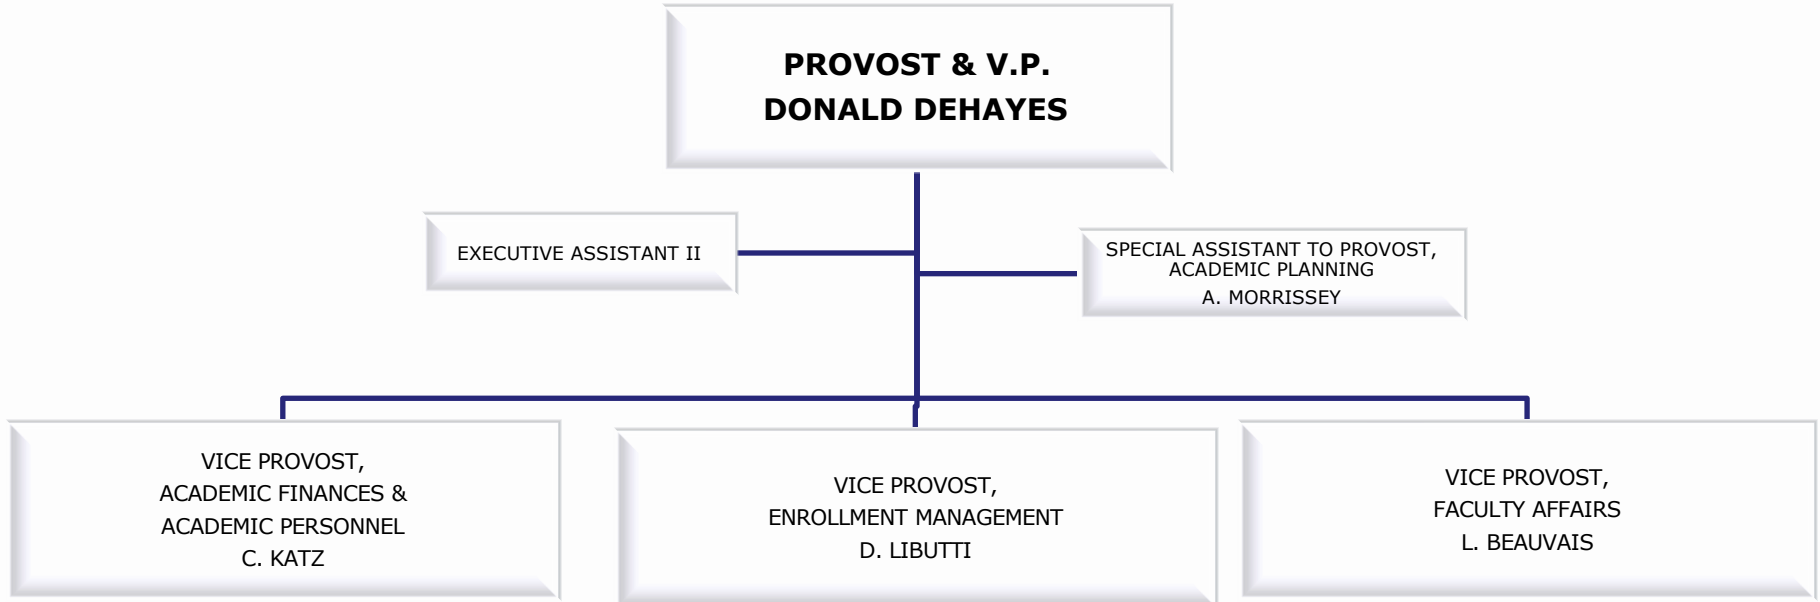 PROVOST & V.P.
DONALD DEHAYES
EXECUTIVE ASSISTANT II
SPECIAL ASSISTANT TO PROVOST,
ACADEMIC PLANNING
A. MORRISSEY
VICE PROVOST,
ACADEMIC FINANCES &
ACADEMIC PERSONNEL
C. KATZ
VICE PROVOST,
ENROLLMENT MANAGEMENT
D. LIBUTTI
VICE PROVOST,
FACULTY AFFAIRS
L. BEAUVAIS